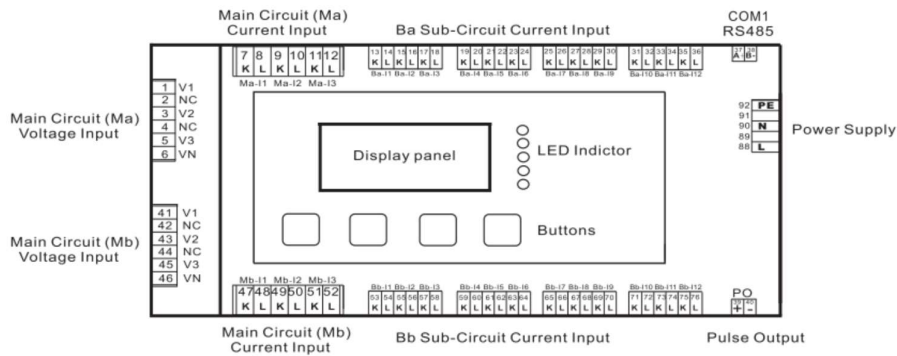 Main Circuit (Ma)
Current Input
Ba Sub-Circuit Current Input
COM1
RS485
7 8 9 10 11 12
K L K L K L
Ma-I1 Ma-I2 Ma-I3
13 14 15 16 17 18
K L K L K L
Ba-I1 Ba-I2 Ba-I3
19 20 21 22 23 24
K L K L K L
Ba-I4 Ba-I5 Ba-I6
25 26 27 28 29 30
K L K L K L
Ba-I7 Ba-I8 Ba-I9
31 32 33 34 35 36
K L K L K L
Ba-I10 Ba-I11 Ba-I12
37 38
A+ B-
Main Circuit (Ma)
Voltage Input
1 V1
2 NC
3 V2
4 NC
5 V3
6 VN
Display panel
LED Indictor
92 PE
91
90 N
89
88 L
Power Supply
Main Circuit (Mb)
Voltage Input
41 V1
42 NC
43 V2
44 NC
45 V3
46 VN
Buttons
Mb-I1 Mb-I2 Mb-I3
47 48 49 50 51 52
K L K L K L
Bb-I1 Bb-I2 Bb-I3
53 54 55 56 57 58
K L K L K L
Bb-I4 Bb-I5 Bb-I6
59 60 61 62 63 64
K L K L K L
Bb-I7 Bb-I8 Bb-I9
65 66 67 68 69 70
K L K L K L
Bb-I10 Bb-I11 Bb-I12
71 72 73 74 75 76
K L K L K L
PO
39 40
+ -
Main Circuit (Mb)
Current Input
Bb Sub-Circuit Current Input
Pulse Output